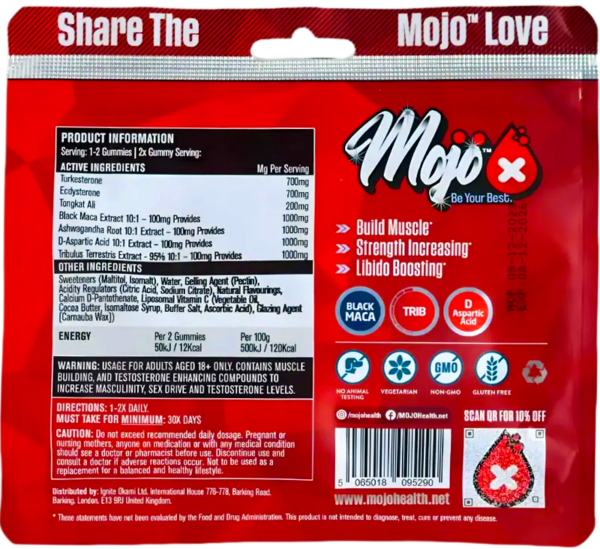 Share The Mojo™ Love
PRODUCT INFORMATION
Serving: 1-2 Gummies | 2x Gummy Serving:
ACTIVE INGREDIENTS Mg Per Serving
Turkesterone 700mg
Ecdysterone 700mg
Tongkat Ali 200mg
Black Maca Extract 10:1 – 100mg Provides 1000mg
Ashwagandha Root 10:1 Extract – 100mg Provides 1000mg
D-Aspartic Acid 10:1 Extract – 100mg Provides 1000mg
Tribulus Terrestris Extract - 95% 10:1 – 100mg Provides 1000mg
OTHER INGREDIENTS
Sweeteners (Maltitol, Isomalt), Water, Gelling Agent (Pectin),
Acidity Regulators (Citric Acid, Sodium Citrate), Natural Flavourings,
Calcium D-Pantothenate, Liposomal Vitamin C (Vegetable Oil,
Cocoa Butter, Isomaltose Syrup, Buffer Salt, Ascorbic Acid), Glazing Agent
(Carnauba Wax])
ENERGY Per 2 Gummies Per 100g
50kJ / 12Kcal 500kJ / 120Kcal
WARNING: USAGE FOR ADULTS AGED 18+ ONLY. CONTAINS MUSCLE
BUILDING, AND TESTOSTERONE ENHANCING COMPOUNDS TO
INCREASE MASCULINITY, SEX DRIVE AND TESTOSTERONE LEVELS.
DIRECTIONS: 1-2X DAILY.
MUST TAKE FOR MINIMUM: 30X DAYS
CAUTION: Do not exceed recommended daily dosage. Pregnant or
nursing mothers, anyone on medication or with any medical condition
should see a doctor or pharmacist before use. Discontinue use and
consult a doctor if adverse reactions occur. Not to be used as a
replacement for a balanced and healthy lifestyle.
Distributed by: Ignite Okami Ltd. International House 776-778, Barking Road.
Barking, London. E13 9PJ United Kingdom.
Mojo™
Be Your Best.
» Build Muscle*
» Strength Increasing*
» Libido Boosting*
BLACK MACA
TRIB
D Aspartic Acid
NO ANIMAL TESTING
VEGETARIAN
GMO
NON-GMO
GLUTEN FREE
/mojohealth /MOJOHealth.net
SCAN QR FOR 10% OFF
5 065018 095290
www.mojohealth.net
* These statements have not been evaluated by the Food and Drug Administration. This product is not intended to diagnose, treat, cure or prevent any disease.